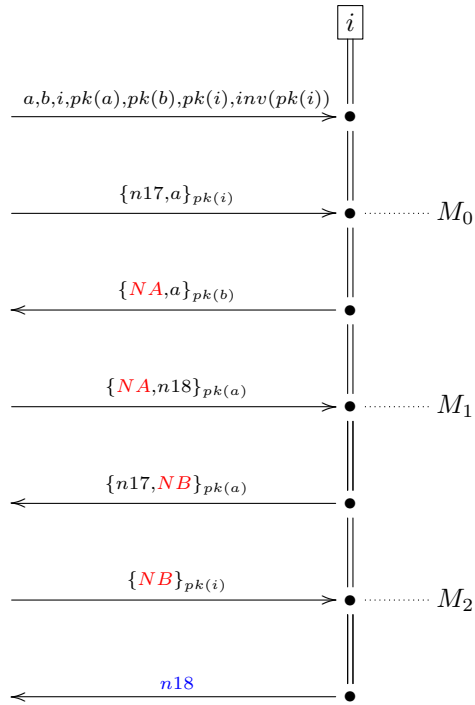 i
a,b,i,pk(a),pk(b),pk(i),inv(pk(i))
{n17,a}pk(i)
M0
{NA,a}pk(b)
{NA,n18}pk(a)
M1
{n17,NB}pk(a)
{NB}pk(i)
M2
n18